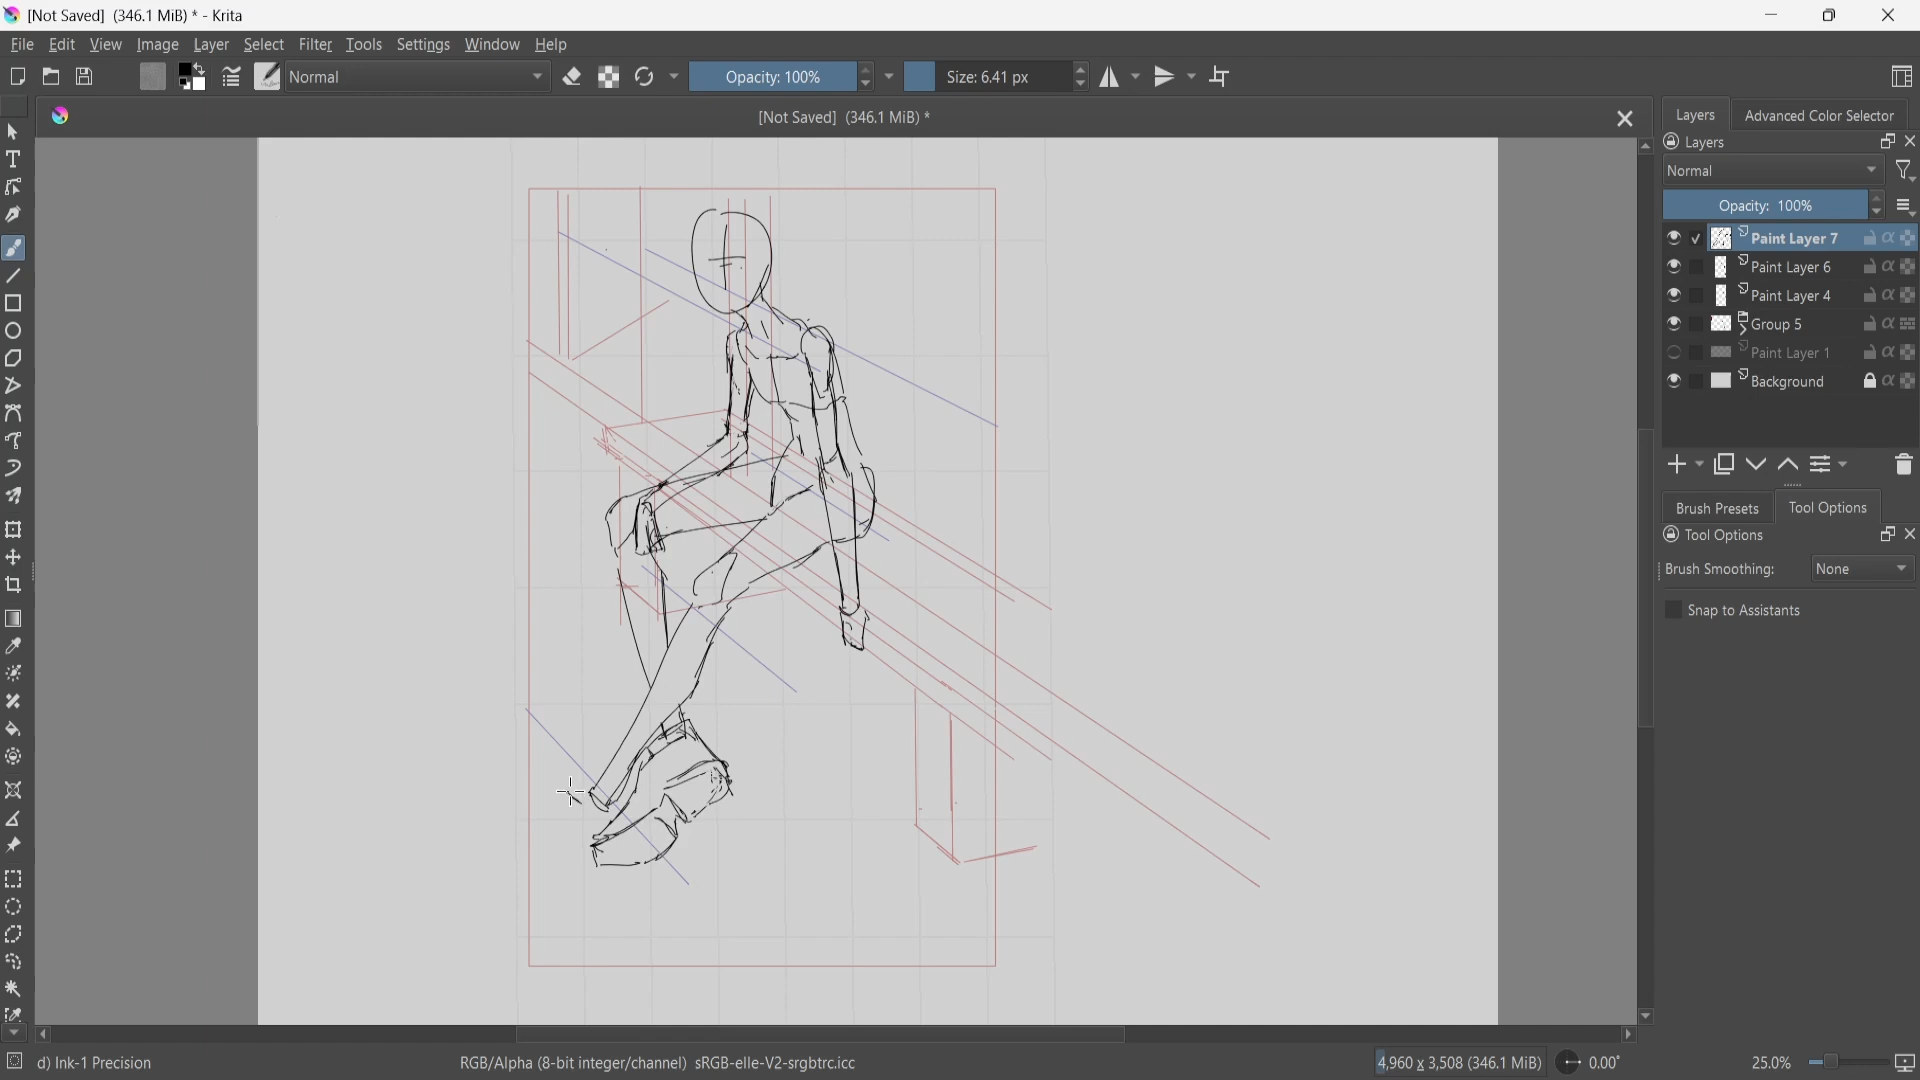 [Not Saved] (346.1 MiB) * - Krita
File Edit View Image Layer Select Filter Tools Settings Window Help
Normal Opacity: 100% Size: 6.41 px
[Not Saved] (346.1 MiB) *
Layers Advanced Color Selector
Layers
Normal
Opacity: 100%
Paint Layer 7
Paint Layer 6
Paint Layer 4
Group 5
Paint Layer 1
Background
Brush Presets Tool Options
Tool Options
Brush Smoothing: None
Snap to Assistants
d) Ink-1 Precision RGB/Alpha (8-bit integer/channel) sRGB-elle-V2-srgbtrc.icc 4,960 x 3,508 (346.1 MiB) 0.00° 25.0%